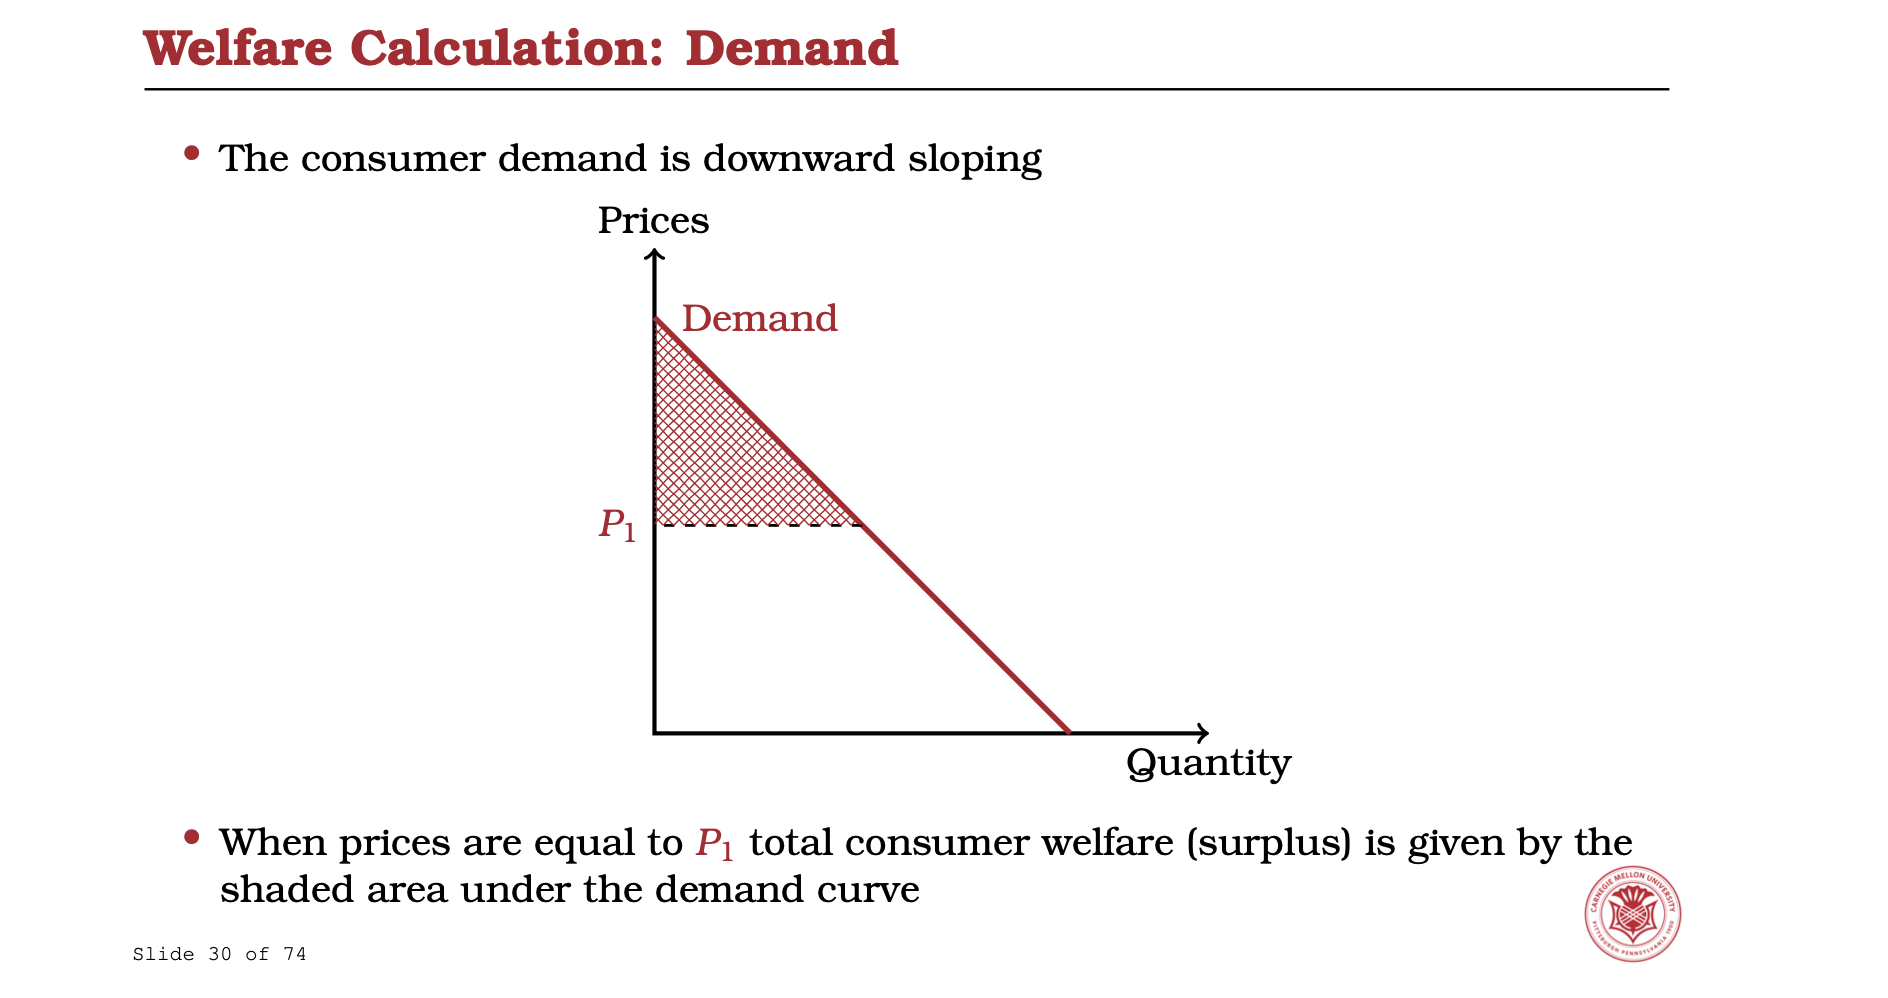 Welfare Calculation: Demand
• The consumer demand is downward sloping
Prices
Demand
P₁
Quantity
• When prices are equal to P₁ total consumer welfare (surplus) is given by the
shaded area under the demand curve
CARNEGIE MELLON UNIVERSITY
PITTSBURGH PENNSYLVANIA 1900
Slide 30 of 74